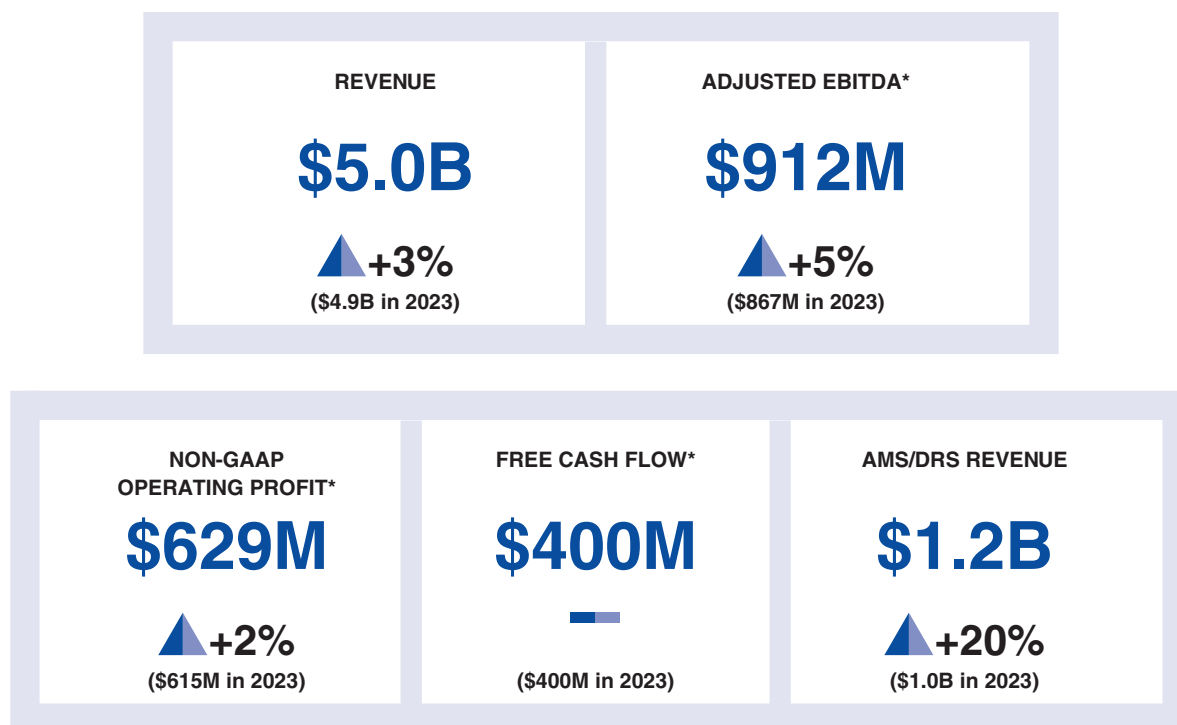 REVENUE
$5.0B
+3%
($4.9B in 2023)
ADJUSTED EBITDA*
$912M
+5%
($867M in 2023)
NON-GAAP
OPERATING PROFIT*
$629M
+2%
($615M in 2023)
FREE CASH FLOW*
$400M
($400M in 2023)
AMS/DRS REVENUE
$1.2B
+20%
($1.0B in 2023)